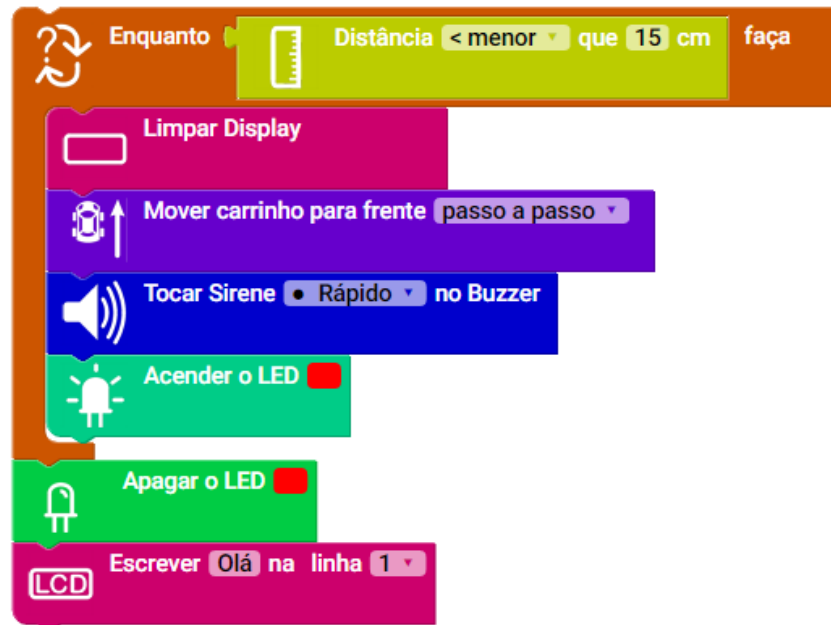 Enquanto Distância < menor que 15 cm faça
Limpar Display
Mover carrinho para frente passo a passo
Tocar Sirene • Rápido no Buzzer
Acender o LED
Apagar o LED
LCD Escrever Olá na linha 1